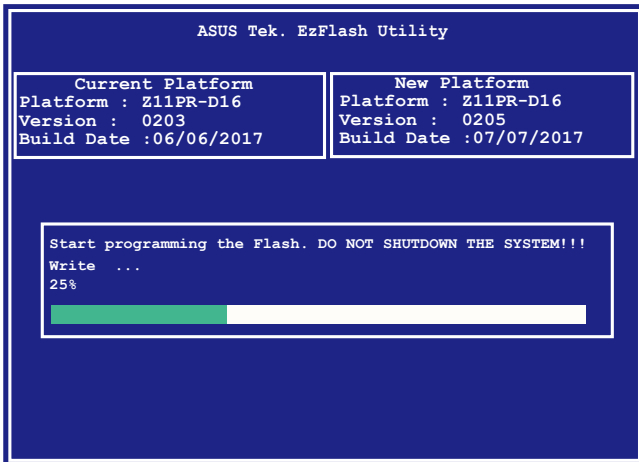 ASUS Tek. EzFlash Utility
Current Platform
Platform : Z11PR-D16
Version : 0203
Build Date :06/06/2017
New Platform
Platform : Z11PR-D16
Version : 0205
Build Date :07/07/2017
Start programming the Flash. DO NOT SHUTDOWN THE SYSTEM!!!
Write ...
25%